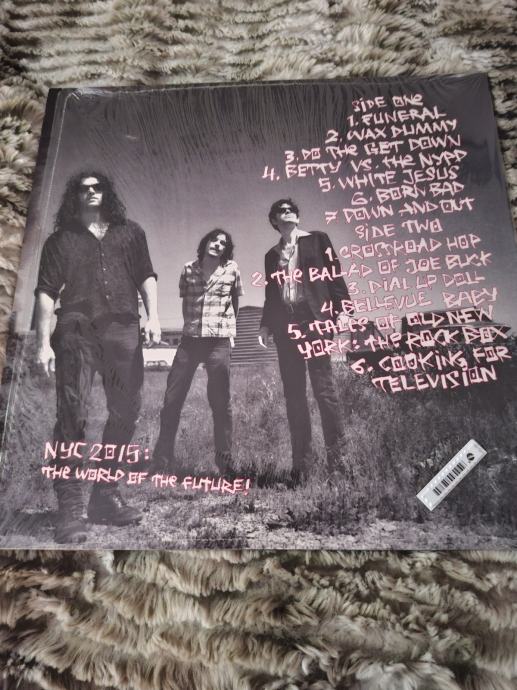 SIDE ONE
1. FUNERAL
2. WAX DUMMY
3. DO THE GET DOWN
4. BETTY VS. THE NYPD
5. WHITE JESUS
6. BORN BAD
7 DOWN AND OUT
SIDE TWO
1. CROSSROAD HOP
2. THE BALLAD OF JOE BUCK
3. DIAL UP DOLL
4. BELLEVUE BABY
5. TALES OF OLD NEW
YORK: THE ROCK BOX
6. COOKING FOR
TELEVISION
NYC 2015:
THE WORLD OF THE FUTURE!